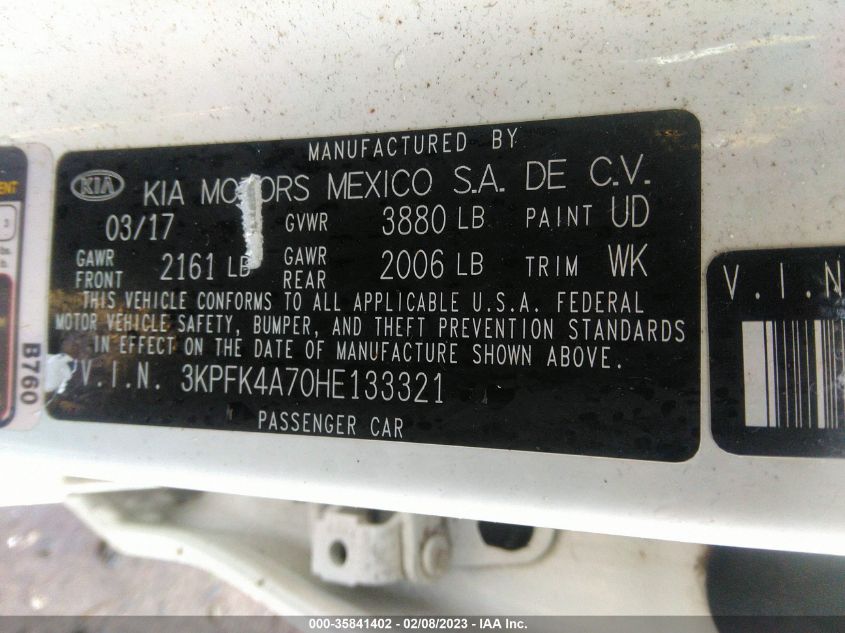 MANUFACTURED BY
KIA KIA MOTORS MEXICO S.A. DE C.V.
03/17 GVWR 3880 LB PAINT UD
GAWR FRONT 2161 LB GAWR REAR 2006 LB TRIM WK
THIS VEHICLE CONFORMS TO ALL APPLICABLE U.S.A. FEDERAL
MOTOR VEHICLE SAFETY, BUMPER, AND THEFT PREVENTION STANDARDS
IN EFFECT ON THE DATE OF MANUFACTURE SHOWN ABOVE.
V.I.N. 3KPFK4A70HE133321
PASSENGER CAR
B760
V.I.N
000-35841402 - 02/08/2023 - IAA Inc.